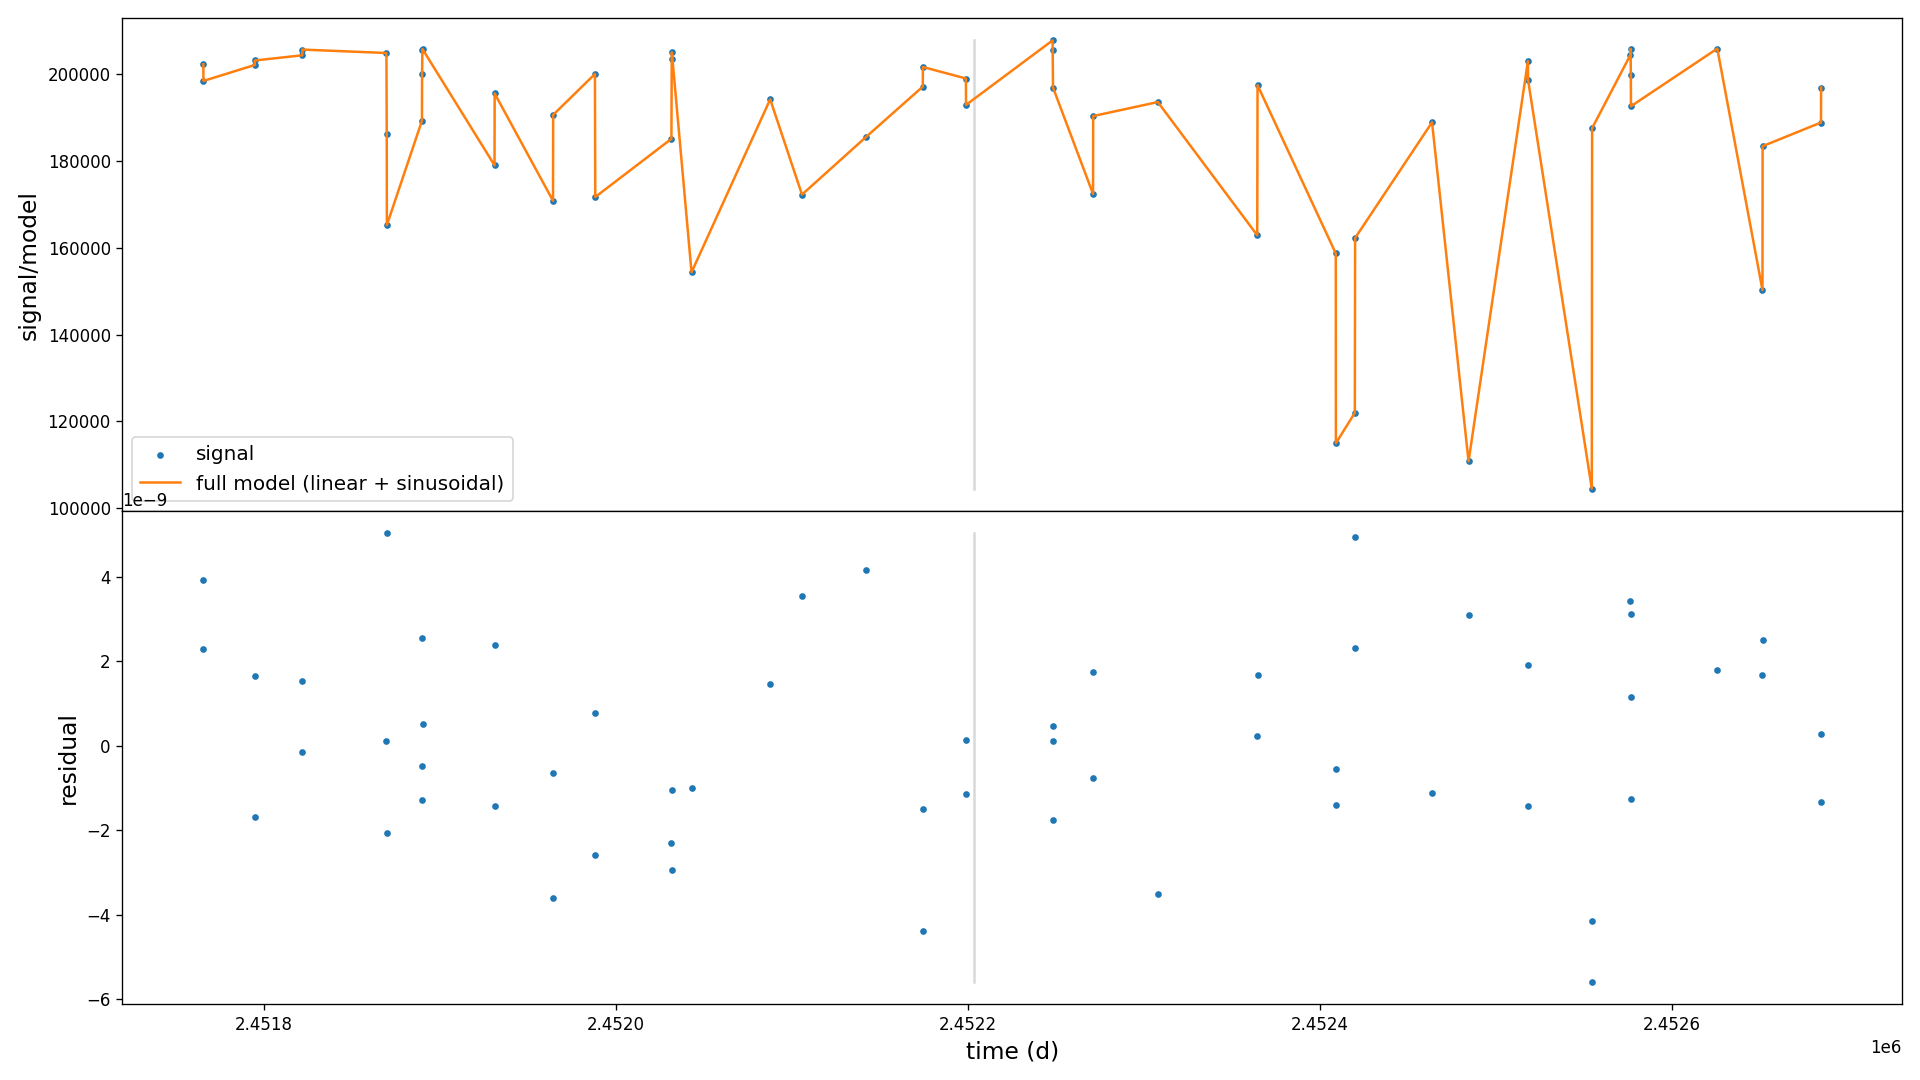 signal/model
200000
180000
160000
140000
120000
100000
signal
full model (linear + sinusoidal)
1e−9
residual
4
2
0
−2
−4
−6
2.4518
2.4520
2.4522
2.4524
2.4526
time (d)
1e6